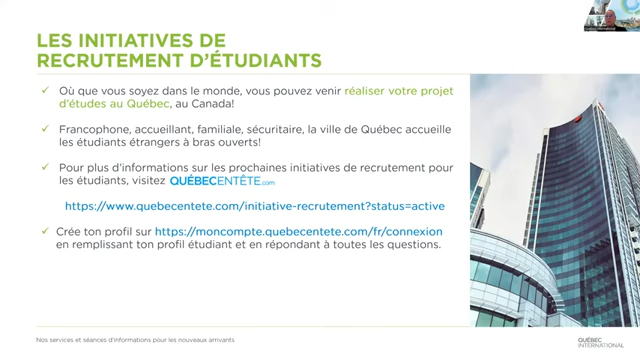 LES INITIATIVES DE
RECRUTEMENT D'ÉTUDIANTS
✓ Où que vous soyez dans le monde, vous pouvez venir réaliser votre projet
d'études au Québec, au Canada!
✓ Francophone, accueillant, familiale, sécuritaire, la ville de Québec accueille
les étudiants étrangers à bras ouverts!
✓ Pour plus d'informations sur les prochaines initiatives de recrutement pour
les étudiants, visitez QUÉBECENTÊTE.com
https://www.quebecentete.com/initiative-recrutement?status=active
✓ Crée ton profil sur https://moncompte.quebecentete.com/fr/connexion
en remplissant ton profil étudiant et en répondant à toutes les questions.
Nos services et séances d'informations pour les nouveaux arrivants
QUÉBEC
INTERNATIONAL